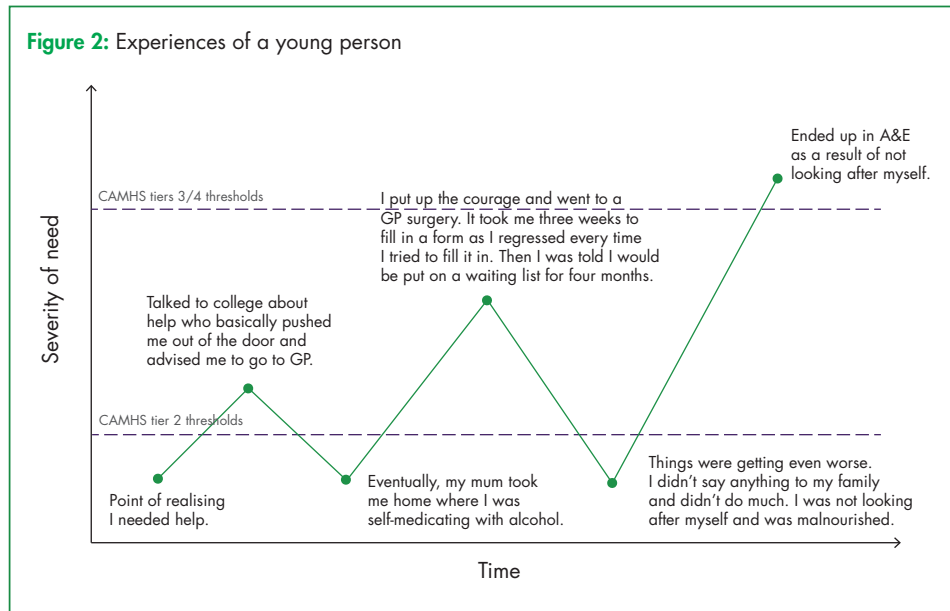 Figure 2: Experiences of a young person
Severity of need
CAMHS tiers 3/4 thresholds
CAMHS tier 2 thresholds
Point of realising
I needed help.
Talked to college about
help who basically pushed
me out of the door and
advised me to go to GP.
Eventually, my mum took
me home where I was
self-medicating with alcohol.
I put up the courage and went to a
GP surgery. It took me three weeks to
fill in a form as I regressed every time
I tried to fill it in. Then I was told I would
be put on a waiting list for four months.
Things were getting even worse.
I didn't say anything to my family
and didn't do much. I was not looking
after myself and was malnourished.
Ended up in A&E
as a result of not
looking after myself.
Time